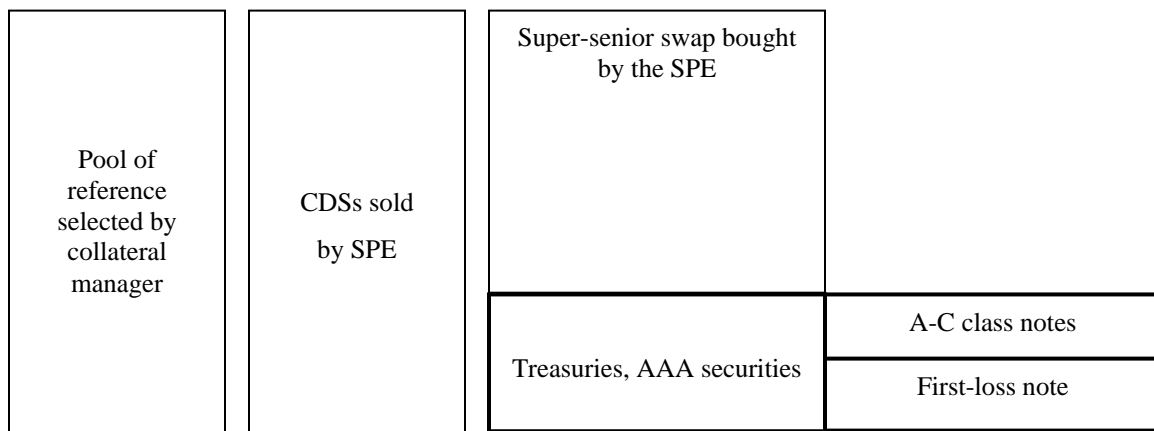 Pool of
reference
selected by
collateral
manager
CDSs sold
by SPE
Super-senior swap bought
by the SPE
Treasuries, AAA securities
A-C class notes
First-loss note